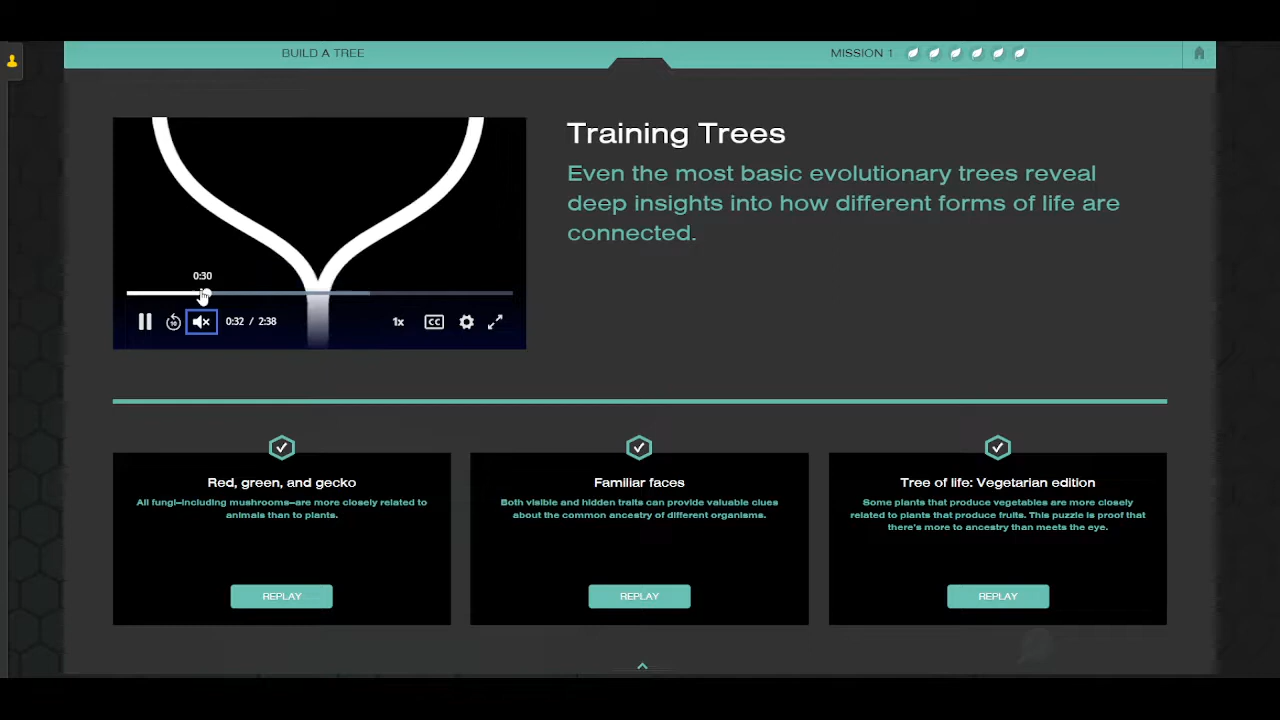 BUILD A TREE
MISSION 1
Training Trees
Even the most basic evolutionary trees reveal
deep insights into how different forms of life are
connected.
0:30
10
0:32 / 2:38
1x
CC
Red, green, and gecko
All fungi—including mushrooms—are more closely related to
animals than to plants.
REPLAY
Familiar faces
Both visible and hidden traits can provide valuable clues
about the common ancestry of different organisms.
REPLAY
Tree of life: Vegetarian edition
Some plants that produce vegetables are more closely
related to plants that produce fruits. This puzzle is proof that
there's more to ancestry than meets the eye.
REPLAY